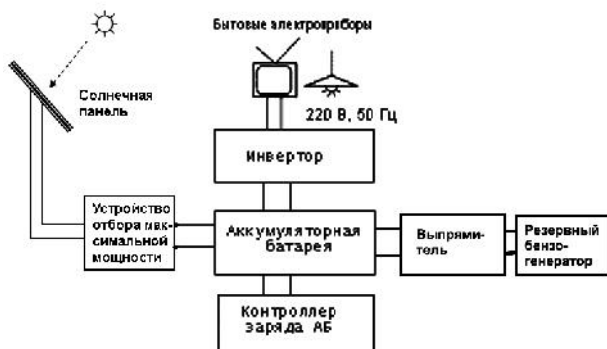 Бытовые электроприборы
Солнечная
панель
220 В, 50 Гц
Инвертор
Устройство
отбора мак-
симальной
мощности
Аккумуляторная
батарея
Выпрями-
тель
Резервный
бензо-
генератор
Контроллер
заряда АБ